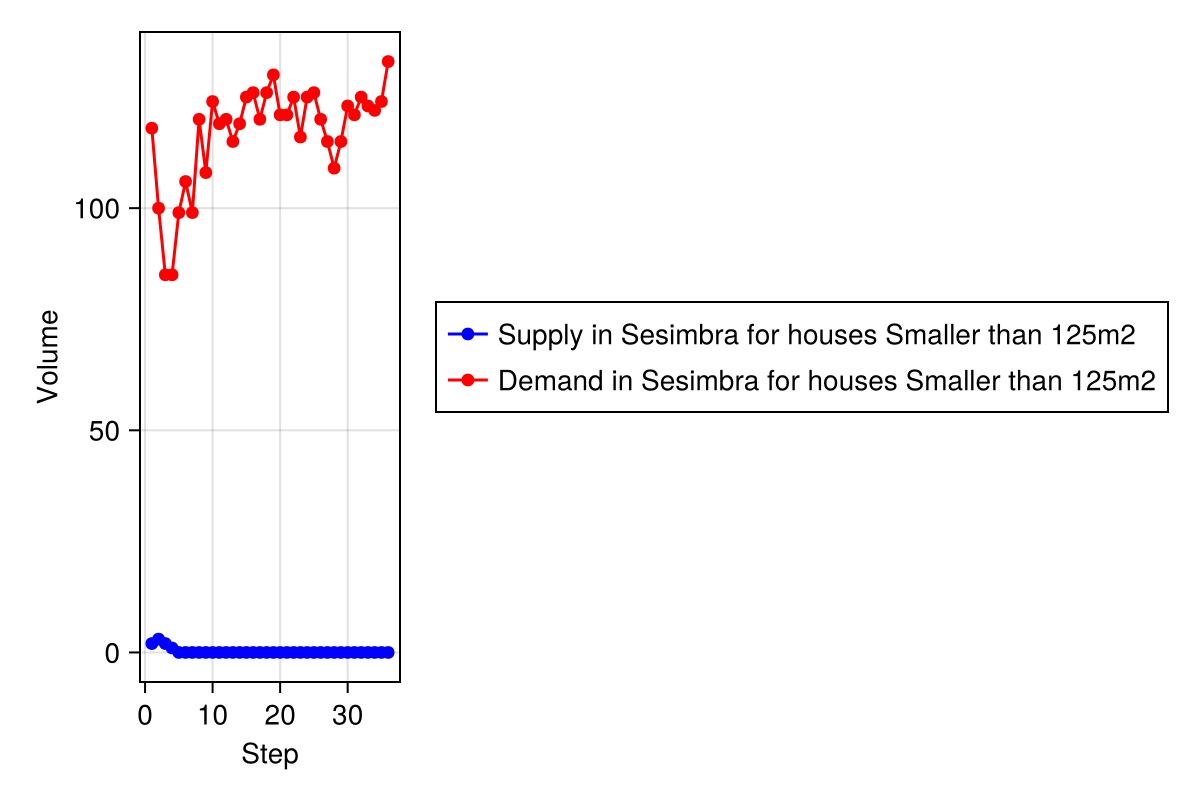 100
50
0
Volume
0 10 20 30
Step
Supply in Sesimbra for houses Smaller than 125m2
Demand in Sesimbra for houses Smaller than 125m2